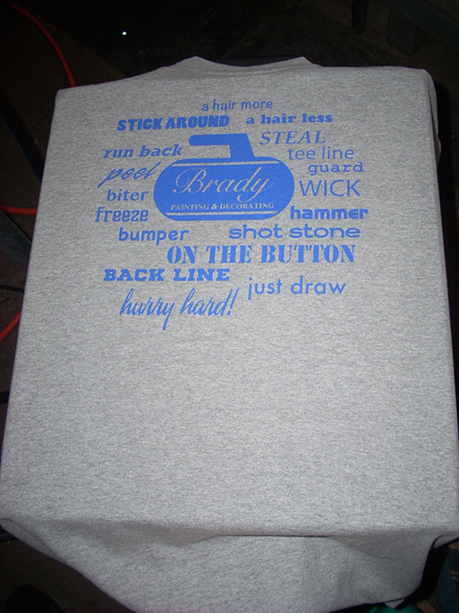 a hair more
STICK AROUND a hair less
STEAL
run back tee line
peel guard
Brady
biter WICK
PAINTING & DECORATING
freeze hammer
bumper shot stone
ON THE BUTTON
BACK LINE just draw
hurry hard!